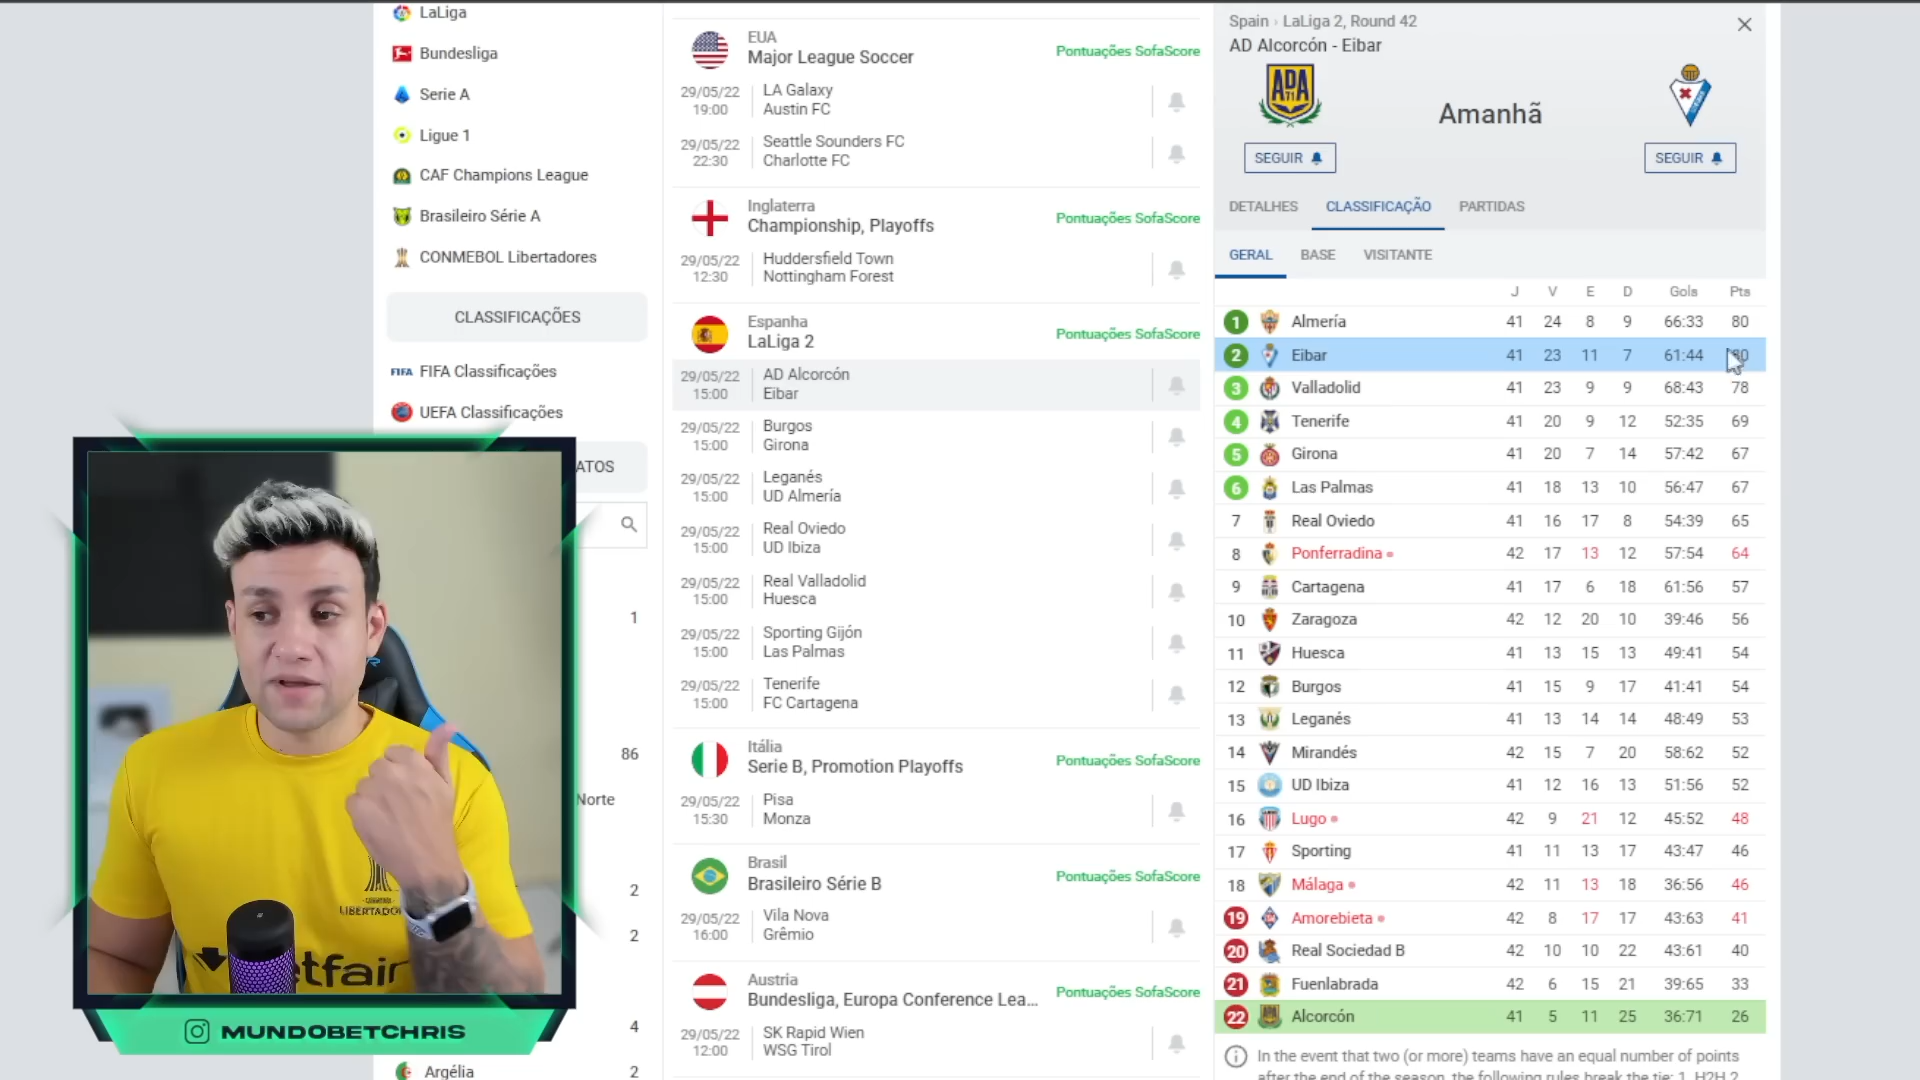 LaLiga
Bundesliga
Serie A
Ligue 1
CAF Champions League
Brasileiro Série A
CONMEBOL Libertadores
CLASSIFICAÇÕES
FIFA FIFA Classificações
UEFA Classificações
ATOS
1
86
Norte
2
2
4
Argélia 2
LIBERTADO
etfair
MUNDOBETCHRIS
EUA
Major League Soccer Pontuações SofaScore
29/05/22 LA Galaxy
19:00 Austin FC
29/05/22 Seattle Sounders FC
22:30 Charlotte FC
Inglaterra
Championship, Playoffs Pontuações SofaScore
29/05/22 Huddersfield Town
12:30 Nottingham Forest
Espanha
LaLiga 2 Pontuações SofaScore
29/05/22 AD Alcorcón
15:00 Eibar
29/05/22 Burgos
15:00 Girona
29/05/22 Leganés
15:00 UD Almería
29/05/22 Real Oviedo
15:00 UD Ibiza
29/05/22 Real Valladolid
15:00 Huesca
29/05/22 Sporting Gijón
15:00 Las Palmas
29/05/22 Tenerife
15:00 FC Cartagena
Itália
Serie B, Promotion Playoffs Pontuações SofaScore
29/05/22 Pisa
15:30 Monza
Brasil
Brasileiro Série B Pontuações SofaScore
29/05/22 Vila Nova
16:00 Grêmio
Austria
Bundesliga, Europa Conference Lea... Pontuações SofaScore
29/05/22 SK Rapid Wien
12:00 WSG Tirol
Spain › LaLiga 2, Round 42
AD Alcorcón - Eibar
ADA
71
Amanhã
SEGUIR SEGUIR
DETALHES CLASSIFICAÇÃO PARTIDAS
GERAL BASE VISITANTE
J V E D Gols Pts
1 Almería 41 24 8 9 66:33 80
2 Eibar 41 23 11 7 61:44 80
3 Valladolid 41 23 9 9 68:43 78
4 Tenerife 41 20 9 12 52:35 69
5 Girona 41 20 7 14 57:42 67
6 Las Palmas 41 18 13 10 56:47 67
7 Real Oviedo 41 16 17 8 54:39 65
8 Ponferradina 42 17 13 12 57:54 64
9 Cartagena 41 17 6 18 61:56 57
10 Zaragoza 42 12 20 10 39:46 56
11 Huesca 41 13 15 13 49:41 54
12 Burgos 41 15 9 17 41:41 54
13 Leganés 41 13 14 14 48:49 53
14 Mirandés 42 15 7 20 58:62 52
15 UD Ibiza 41 12 16 13 51:56 52
16 Lugo 42 9 21 12 45:52 48
17 Sporting 41 11 13 17 43:47 46
18 Málaga 42 11 13 18 36:56 46
19 Amorebieta 42 8 17 17 43:63 41
20 Real Sociedad B 42 10 10 22 43:61 40
21 Fuenlabrada 42 6 15 21 39:65 33
22 Alcorcón 41 5 11 25 36:71 26
In the event that two (or more) teams have an equal number of points
after the end of the season, the following rules break the tie: 1. H2H 2.